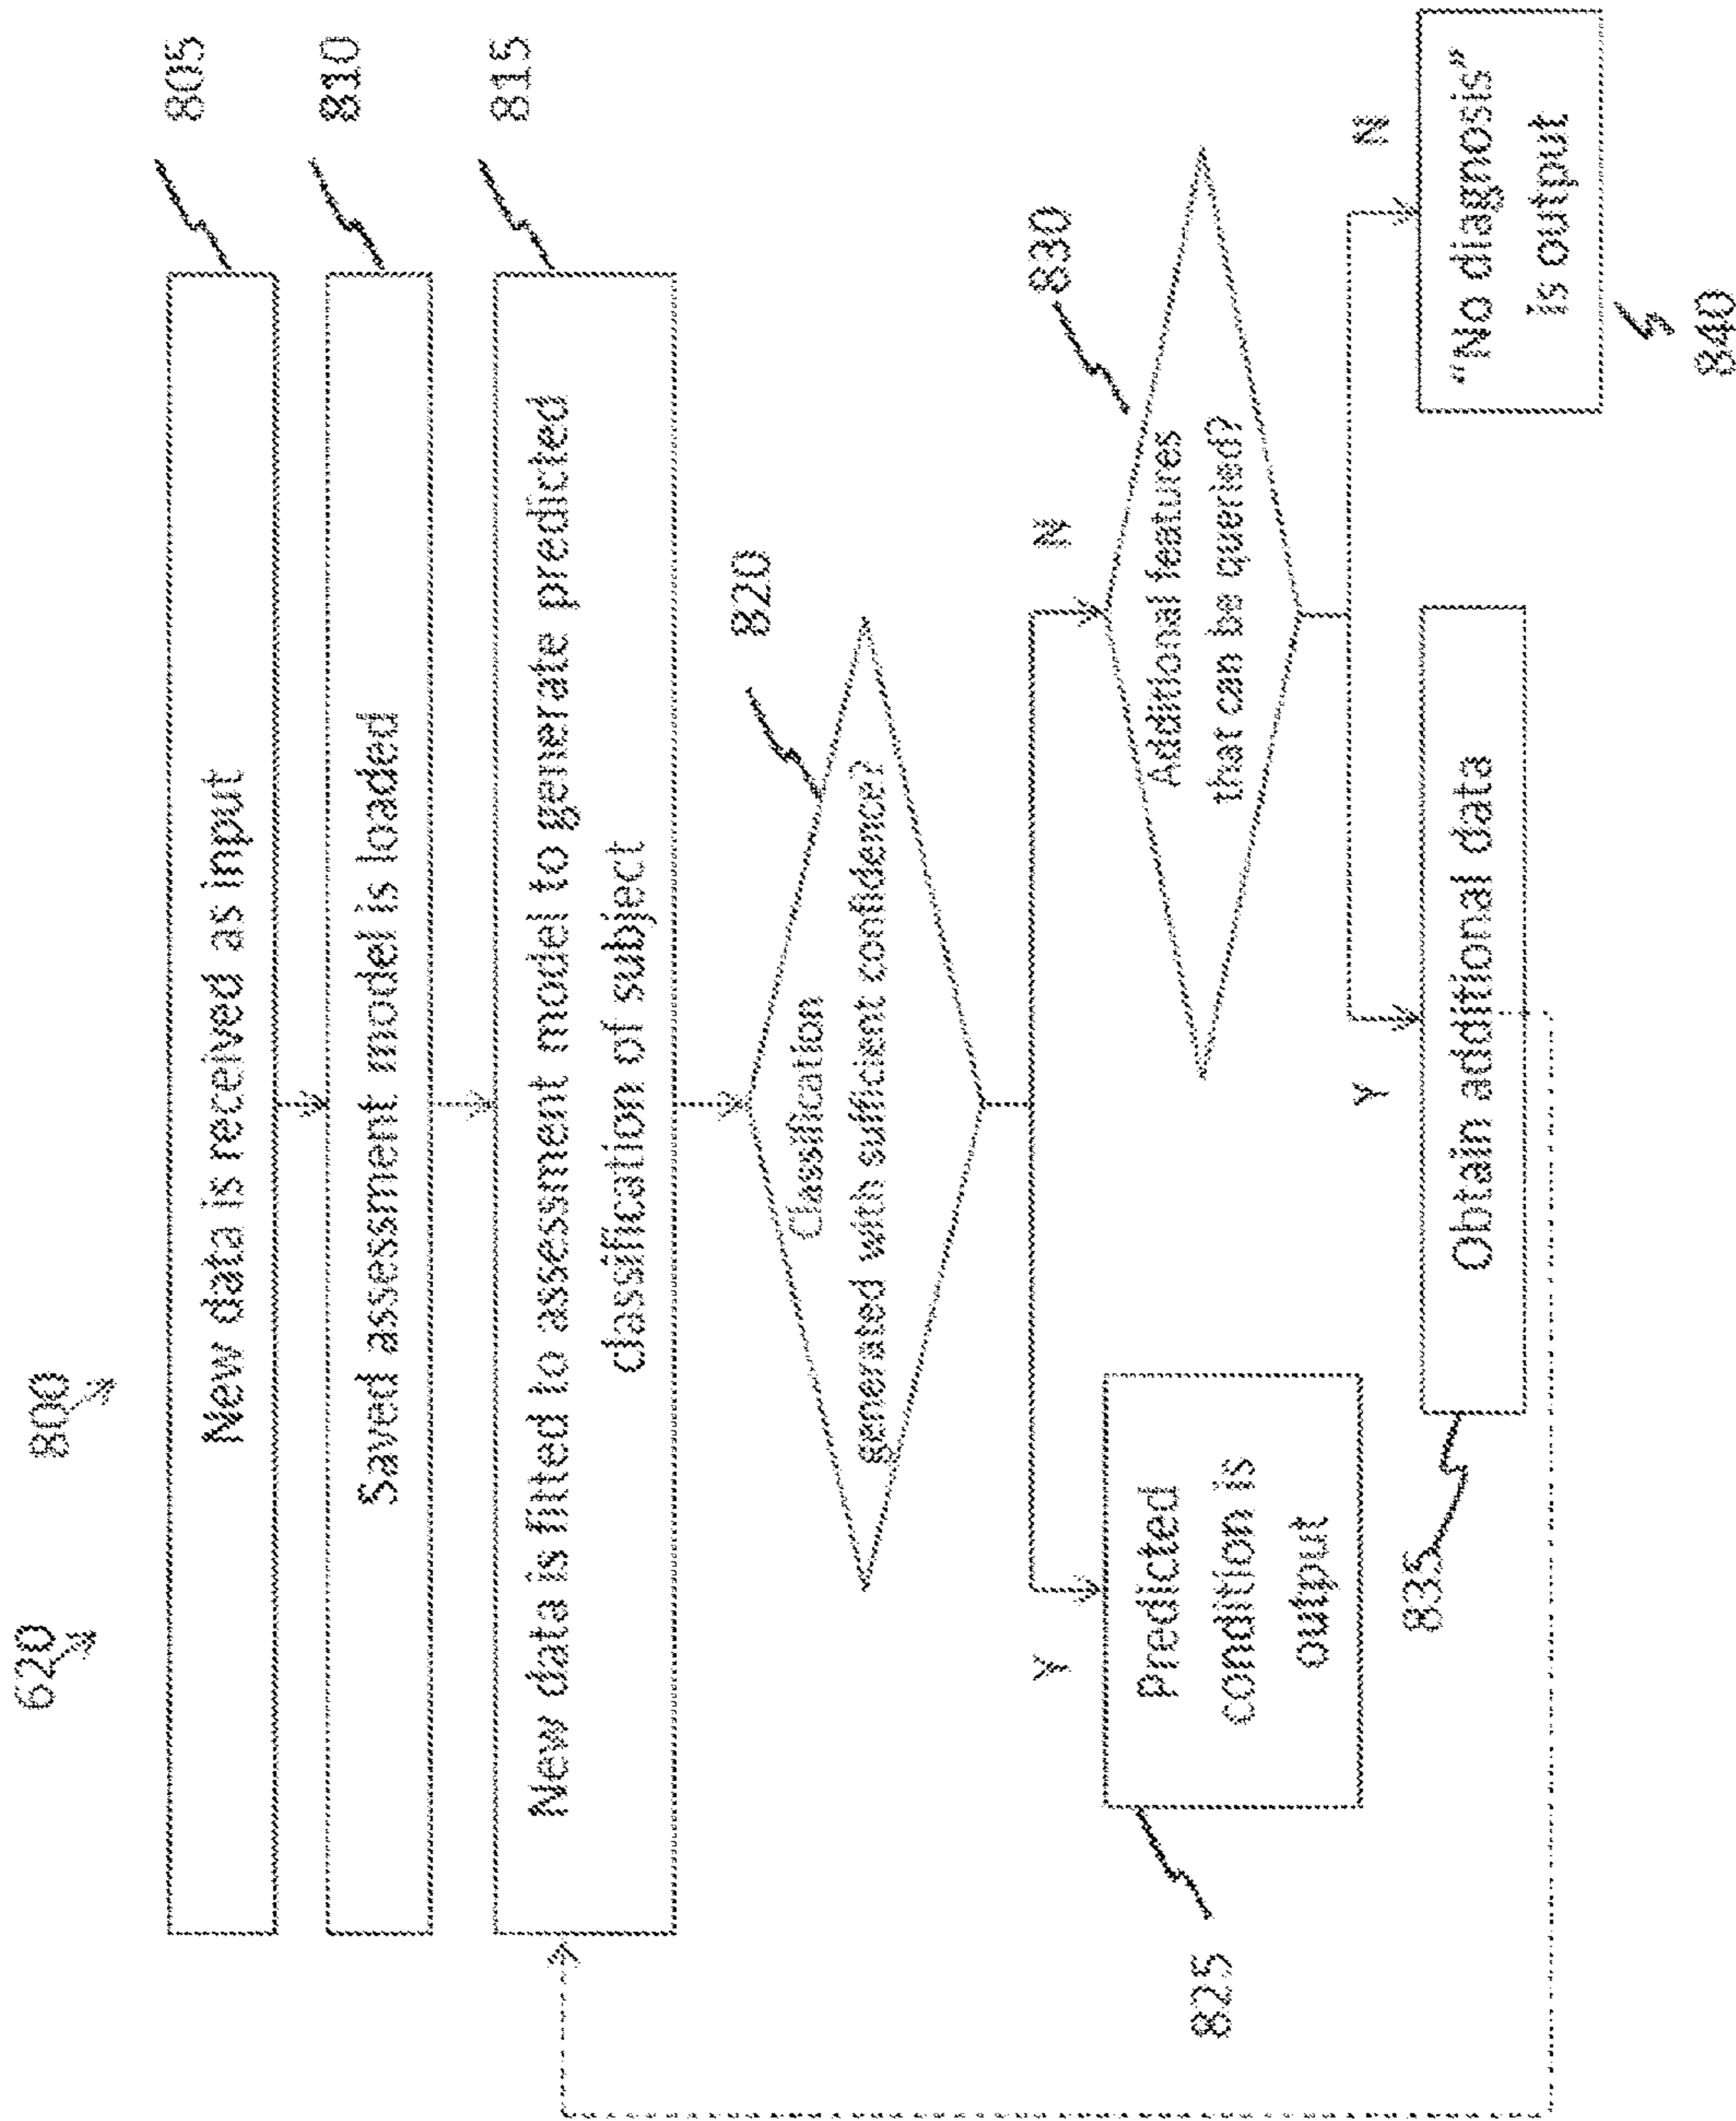 620
800
New data is received as input
805
Saved assessment model is loaded
810
New data is fitted to assessment model to generate predicted
classification of subject
815
Classification
generated with sufficient confidence?
820
Y
N
Predicted
condition is
output
825
Additional features
that can be queried?
830
Y
N
Obtain additional data
835
"No diagnosis"
is output
840